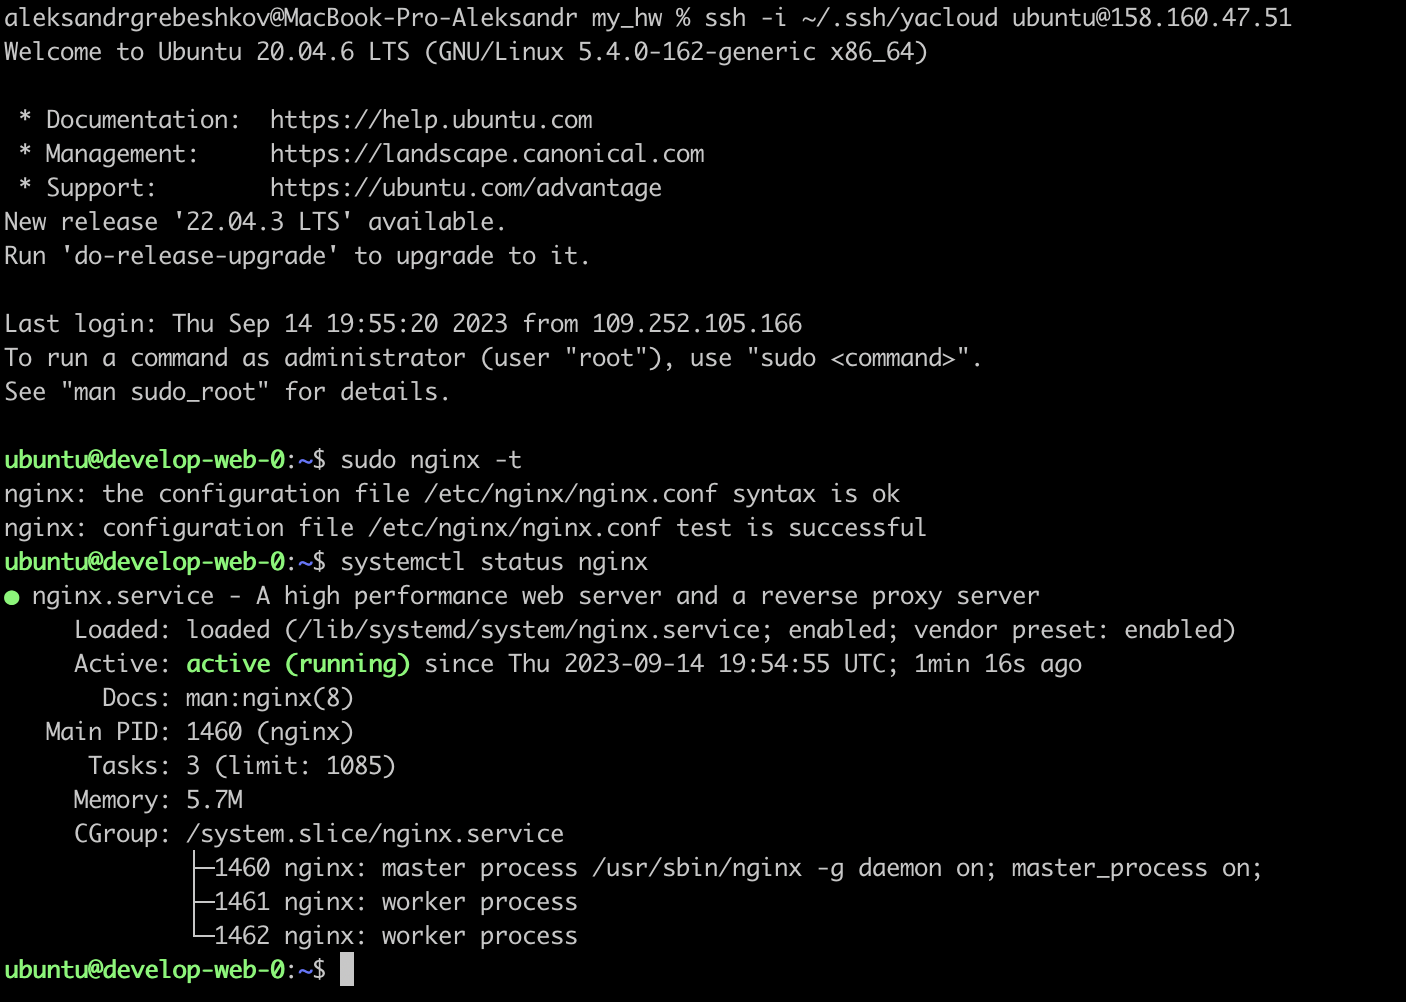 aleksandrgrebeshkov@MacBook-Pro-Aleksandr my_hw % ssh -i ~/.ssh/yacloud ubuntu@158.160.47.51
Welcome to Ubuntu 20.04.6 LTS (GNU/Linux 5.4.0-162-generic x86_64)

 * Documentation:  https://help.ubuntu.com
 * Management:     https://landscape.canonical.com
 * Support:        https://ubuntu.com/advantage
New release '22.04.3 LTS' available.
Run 'do-release-upgrade' to upgrade to it.

Last login: Thu Sep 14 19:55:20 2023 from 109.252.105.166
To run a command as administrator (user "root"), use "sudo <command>".
See "man sudo_root" for details.

ubuntu@develop-web-0:~$ sudo nginx -t
nginx: the configuration file /etc/nginx/nginx.conf syntax is ok
nginx: configuration file /etc/nginx/nginx.conf test is successful
ubuntu@develop-web-0:~$ systemctl status nginx
● nginx.service - A high performance web server and a reverse proxy server
     Loaded: loaded (/lib/systemd/system/nginx.service; enabled; vendor preset: enabled)
     Active: active (running) since Thu 2023-09-14 19:54:55 UTC; 1min 16s ago
       Docs: man:nginx(8)
   Main PID: 1460 (nginx)
      Tasks: 3 (limit: 1085)
     Memory: 5.7M
     CGroup: /system.slice/nginx.service
             ├─1460 nginx: master process /usr/sbin/nginx -g daemon on; master_process on;
             ├─1461 nginx: worker process
             └─1462 nginx: worker process
ubuntu@develop-web-0:~$